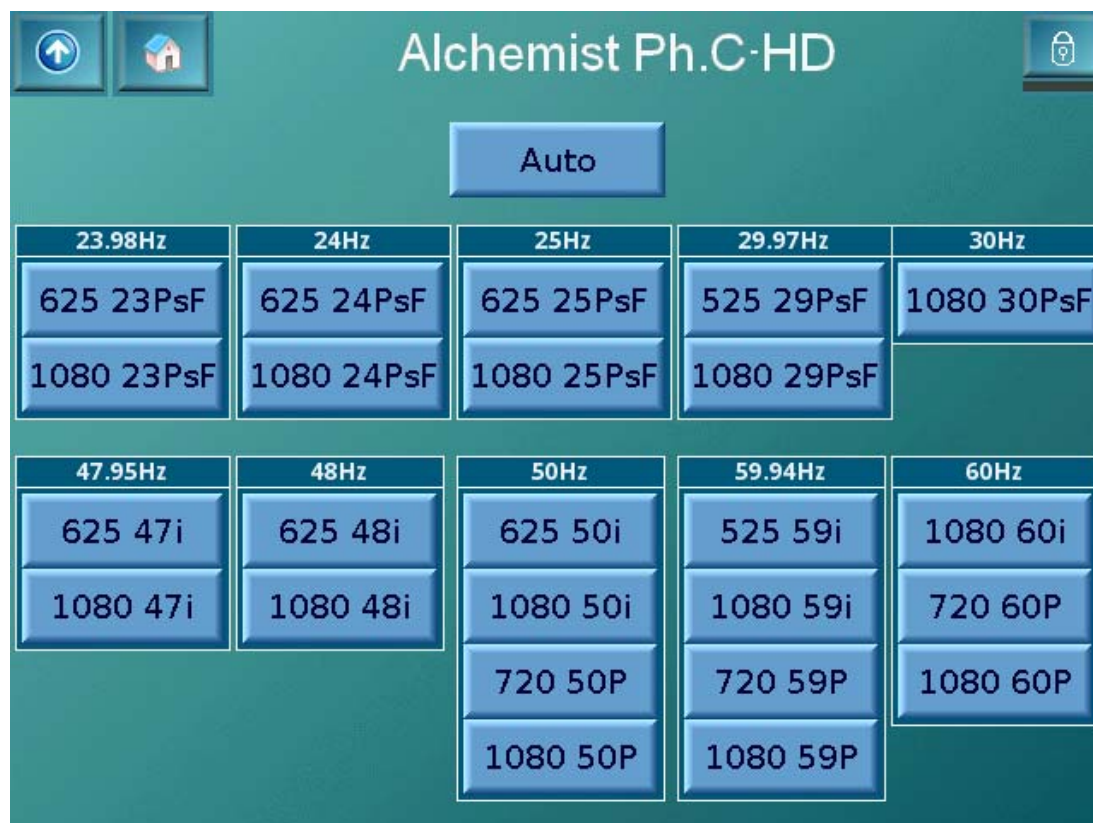 Alchemist Ph.C-HD
Auto
23.98Hz 24Hz 25Hz 29.97Hz 30Hz
625 23PsF 625 24PsF 625 25PsF 525 29PsF 1080 30PsF
1080 23PsF 1080 24PsF 1080 25PsF 1080 29PsF
47.95Hz 48Hz 50Hz 59.94Hz 60Hz
625 47i 625 48i 625 50i 525 59i 1080 60i
1080 47i 1080 48i 1080 50i 1080 59i 720 60P
720 50P 720 59P 1080 60P
1080 50P 1080 59P